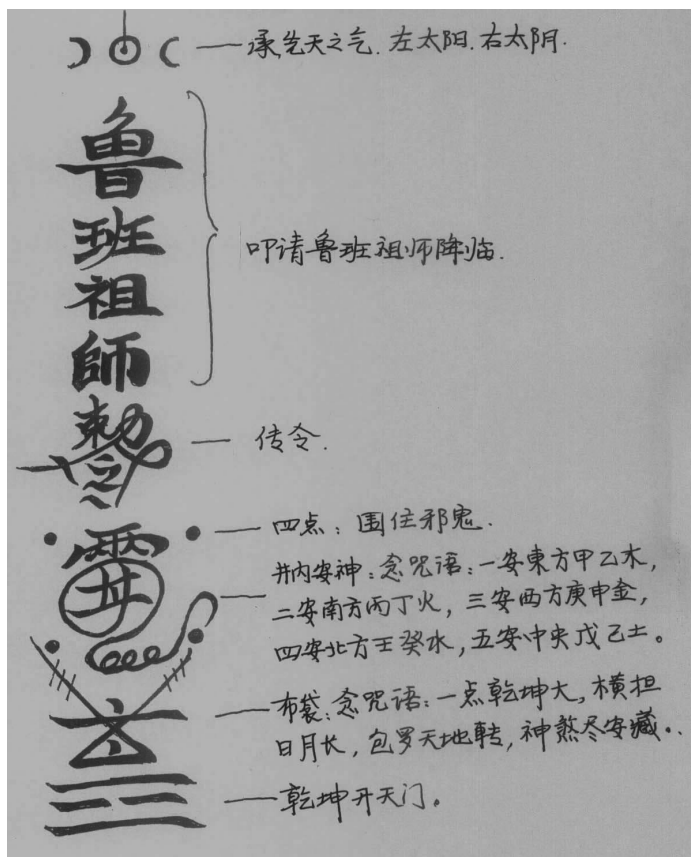 承先天之气.左太阳.右太阴.
魯
班
祖
師
叩请鲁班祖师降临.
勅令
传令.
四点：围住邪鬼.
井内安神：念咒语：一安東方甲乙木，
二安南方丙丁火，三安西方庚申金，
四安北方壬癸水，五安中央戊己土。
布袋：念咒语：一点乾坤大，横担
日月长，包罗天地转，神煞尽安藏..
乾坤开天门。